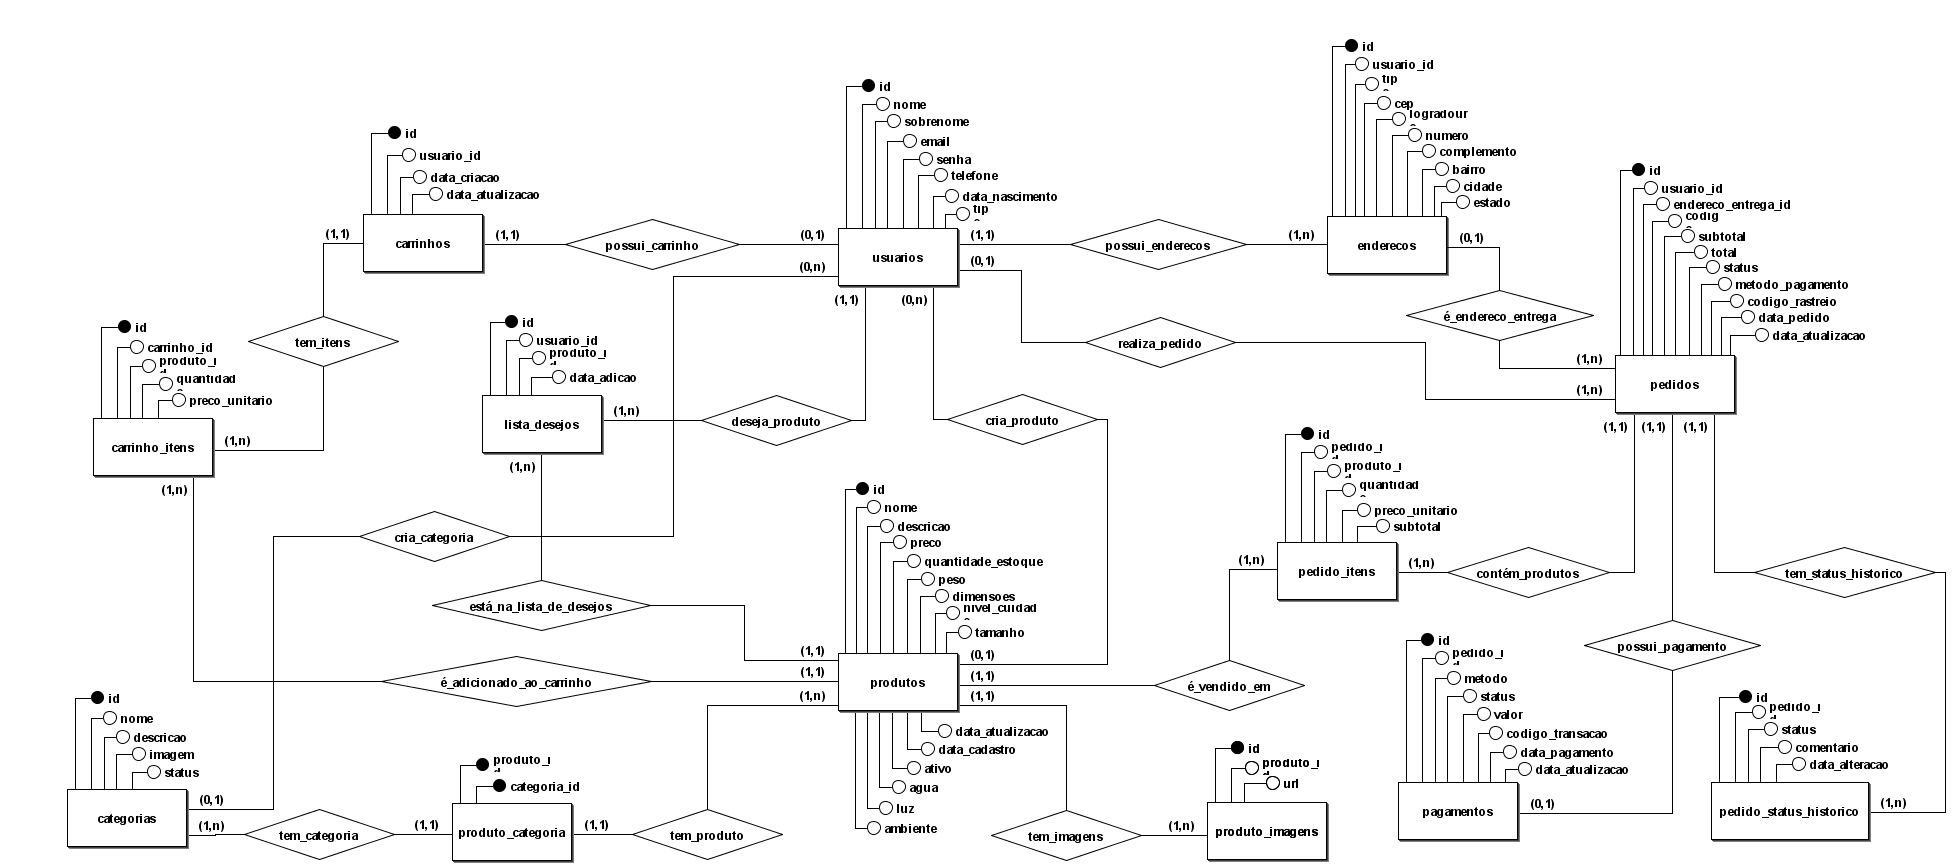 id
usuario_id
data_criacao
data_atualizacao
carrinhos
(1,1)
(1,1)
possui_carrinho
(0,1)
id
nome
sobrenome
email
senha
telefone
data_nascimento
tip
usuarios
(0,n)
(1,1)
(0,n)
(1,1)
(0,1)
possui_enderecos
(1,n)
id
usuario_id
tip
cep
logradour
numero
complemento
bairro
cidade
estado
enderecos
(0,1)
é_endereco_entrega
(1,n)
realiza_pedido
(1,n)
id
usuario_id
endereco_entrega_id
codig
subtotal
total
status
metodo_pagamento
codigo_rastreio
data_pedido
data_atualizacao
pedidos
(1,1)
(1,1)
(1,1)
tem_itens
id
carrinho_id
produto_i
quantidad
preco_unitario
carrinho_itens
(1,n)
(1,n)
id
usuario_id
produto_i
data_adicao
lista_desejos
(1,n)
(1,n)
deseja_produto
cria_produto
cria_categoria
está_na_lista_de_desejos
é_adicionado_ao_carrinho
id
nome
descricao
preco
quantidade_estoque
peso
dimensoes
nivel_cuidad
tamanho
produtos
(1,1)
(1,1)
(1,n)
(0,1)
(1,1)
(1,1)
data_atualizacao
data_cadastro
ativo
agua
luz
ambiente
é_vendido_em
(1,n)
id
pedido_i
produto_i
quantidad
preco_unitario
subtotal
pedido_itens
(1,n)
contém_produtos
tem_status_historico
possui_pagamento
id
nome
descricao
imagem
status
categorias
(0,1)
(1,n)
tem_categoria
(1,1)
produto_i
categoria_id
produto_categoria
(1,1)
tem_produto
tem_imagens
(1,n)
id
produto_i
url
produto_imagens
id
pedido_i
metodo
status
valor
codigo_transacao
data_pagamento
data_atualizacao
pagamentos
(0,1)
id
pedido_i
status
comentario
data_alteracao
pedido_status_historico
(1,n)